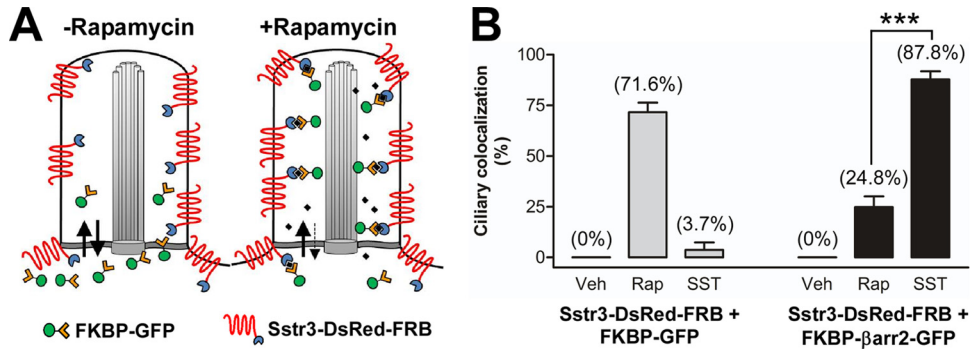 A
-Rapamycin
+Rapamycin
FKBP-GFP
Sstr3-DsRed-FRB
B
Ciliary colocalization
(%)
100
75
50
25
0
(0%)
(71.6%)
(3.7%)
(0%)
(24.8%)
(87.8%)
***
Veh Rap SST
Veh Rap SST
Sstr3-DsRed-FRB +
FKBP-GFP
Sstr3-DsRed-FRB +
FKBP-βarr2-GFP